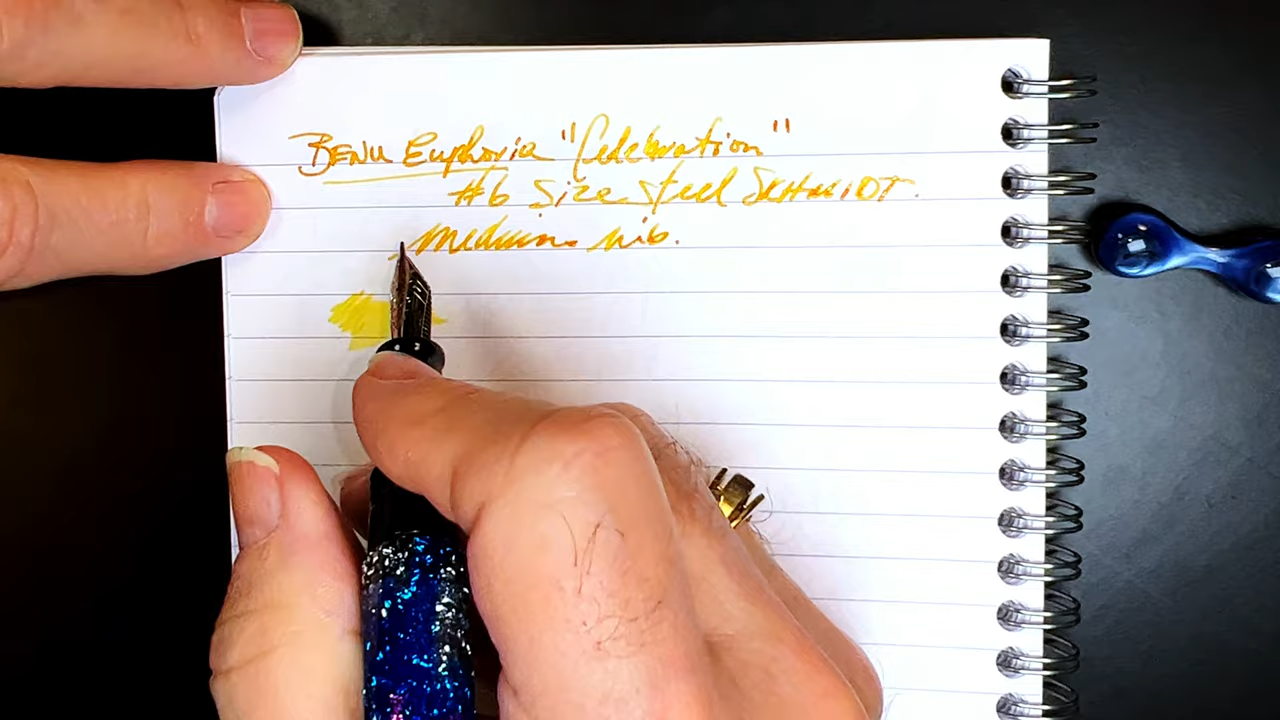 BENU Euphoria "Celebration"
#6 Size Steel SCHMIDT.
medium nib.